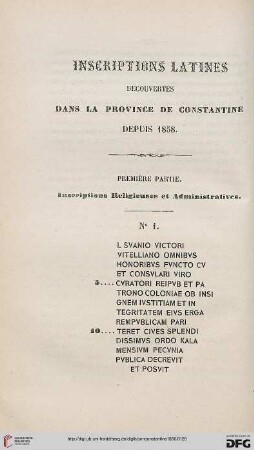 INSCRIPTIONS LATINES
DECOUVERTES
DANS LA PROVINCE DE CONSTANTINE
DEPUIS 1858.
PREMIÈRE PARTIE.
Inscriptions Religieuses et Administratives.
N° 1.
L SVANIO VICTORI
VITELLIANO OMNIBVS
HONORIBVS FVNCTO CV
ET CONSVLARI VIRO
5.... CVRATORI REIPVB ET PA
TRONO COLONIAE OB INSI
GNEM IVSTITIAM ET IN
TEGRITATEM EIVS ERGA
REMPVBLICAM PARI
10.... TERET CIVES SPLENDI
DISSIMVS ORDO KALA
MENSIVM PECVNIA
PVBLICA DECREVIT
ET POSVIT
DFG